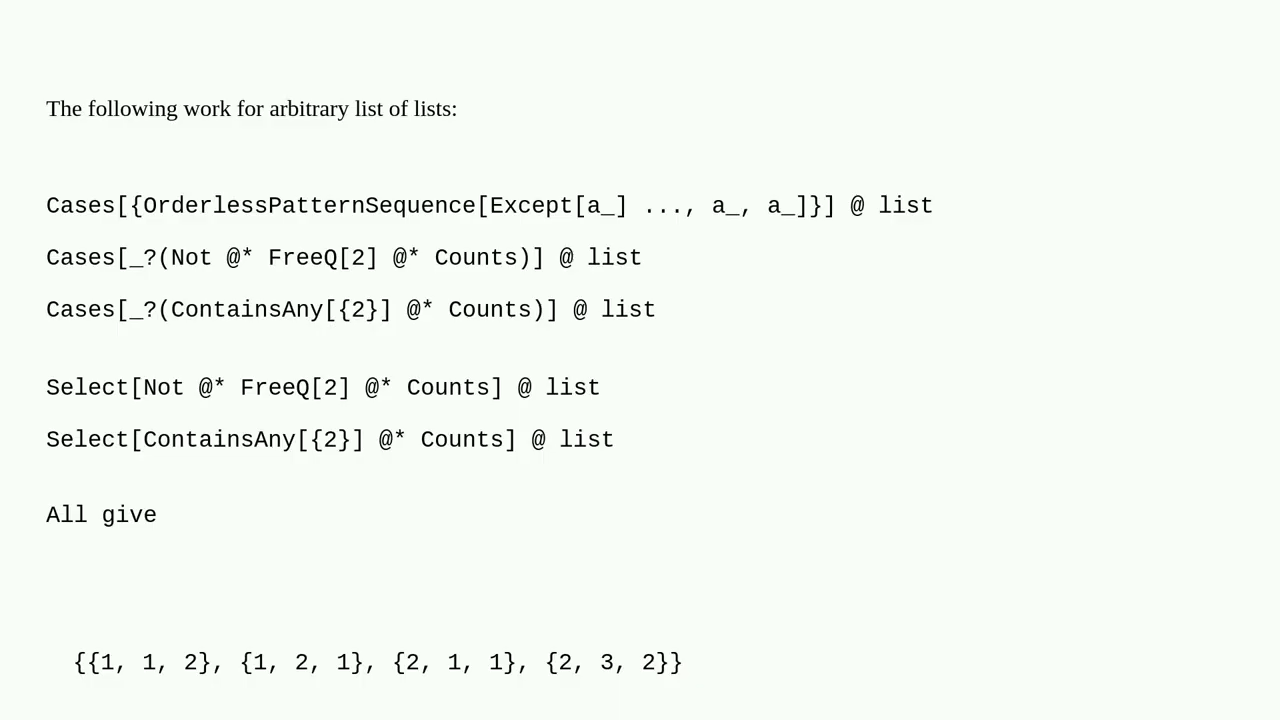 The following work for arbitrary list of lists:
Cases[{OrderlessPatternSequence[Except[a_] ..., a_, a_]}] @ list
Cases[_?(Not @* FreeQ[2] @* Counts)] @ list
Cases[_?(ContainsAny[{2}] @* Counts)] @ list
Select[Not @* FreeQ[2] @* Counts] @ list
Select[ContainsAny[{2}] @* Counts] @ list
All give
{{1, 1, 2}, {1, 2, 1}, {2, 1, 1}, {2, 3, 2}}